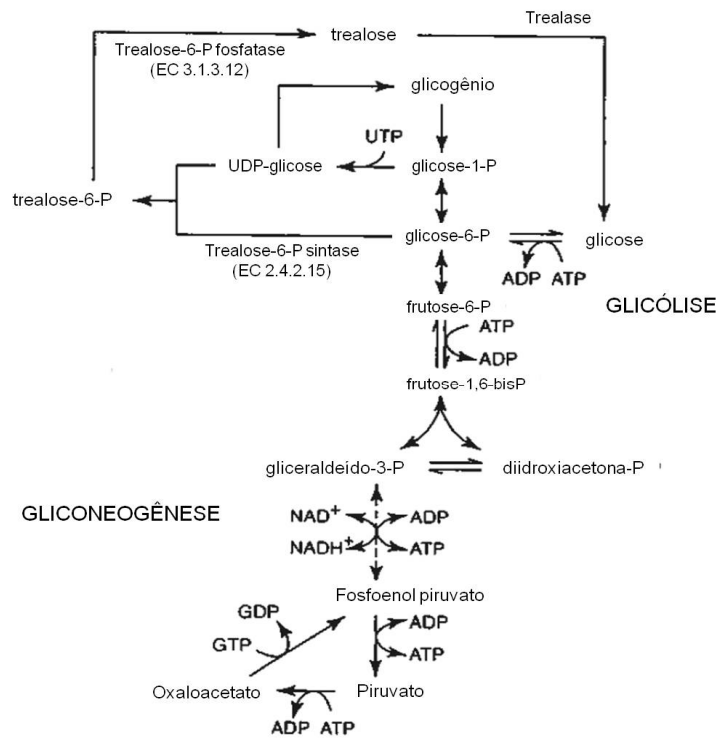 Trealase
trealose
Trealose-6-P fosfatase
(EC 3.1.3.12)
glicogênio
UTP
UDP-glicose
glicose-1-P
trealose-6-P
glicose-6-P
glicose
Trealose-6-P sintase
(EC 2.4.2.15)
ADP ATP
GLICÓLISE
frutose-6-P
ATP
ADP
frutose-1,6-bisP
gliceraldeido-3-P
diidroxiacetona-P
GLICONEOGÊNESE
NAD+
ADP
NADH+
ATP
Fosfoenol piruvato
GDP
ADP
GTP
ATP
Oxaloacetato
Piruvato
ADP ATP